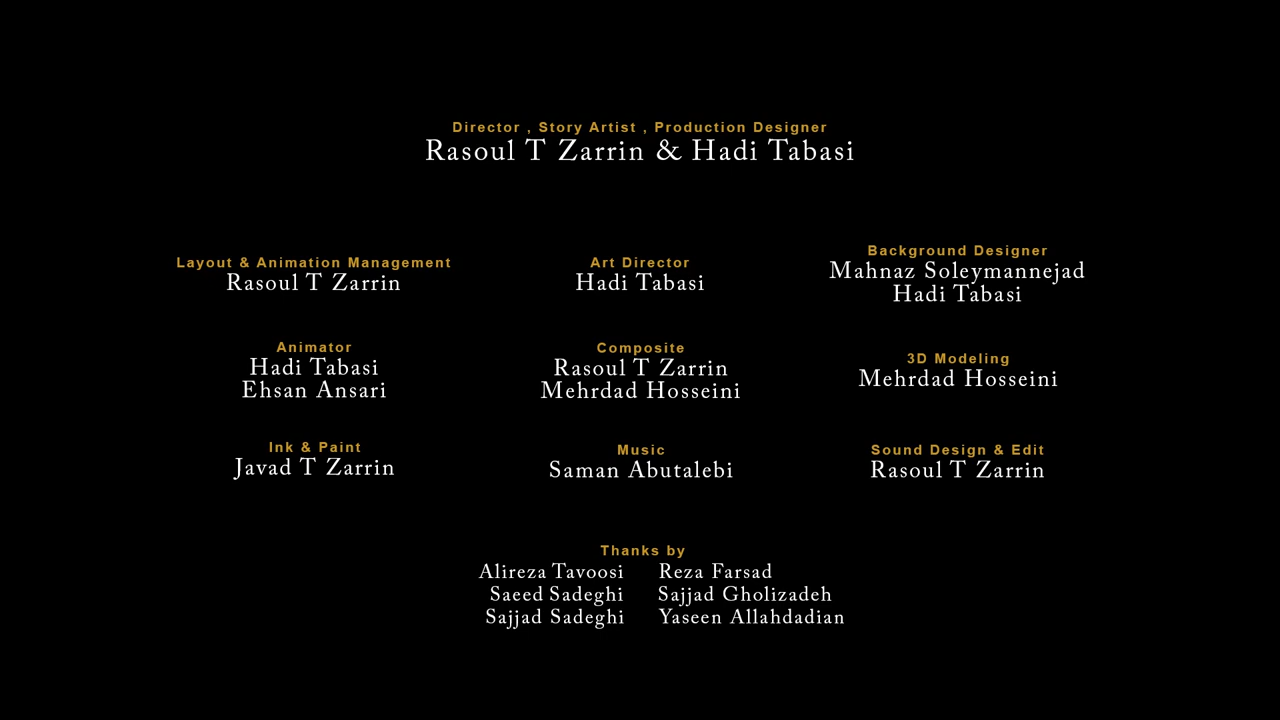 Director , Story Artist , Production Designer
Rasoul T Zarrin & Hadi Tabasi
Layout & Animation Management
Rasoul T Zarrin
Art Director
Hadi Tabasi
Background Designer
Mahnaz Soleymannejad
Hadi Tabasi
Animator
Hadi Tabasi
Ehsan Ansari
Composite
Rasoul T Zarrin
Mehrdad Hosseini
3D Modeling
Mehrdad Hosseini
Ink & Paint
Javad T Zarrin
Music
Saman Abutalebi
Sound Design & Edit
Rasoul T Zarrin
Thanks by
Alireza Tavoosi Reza Farsad
Saeed Sadeghi Sajjad Gholizadeh
Sajjad Sadeghi Yaseen Allahdadian